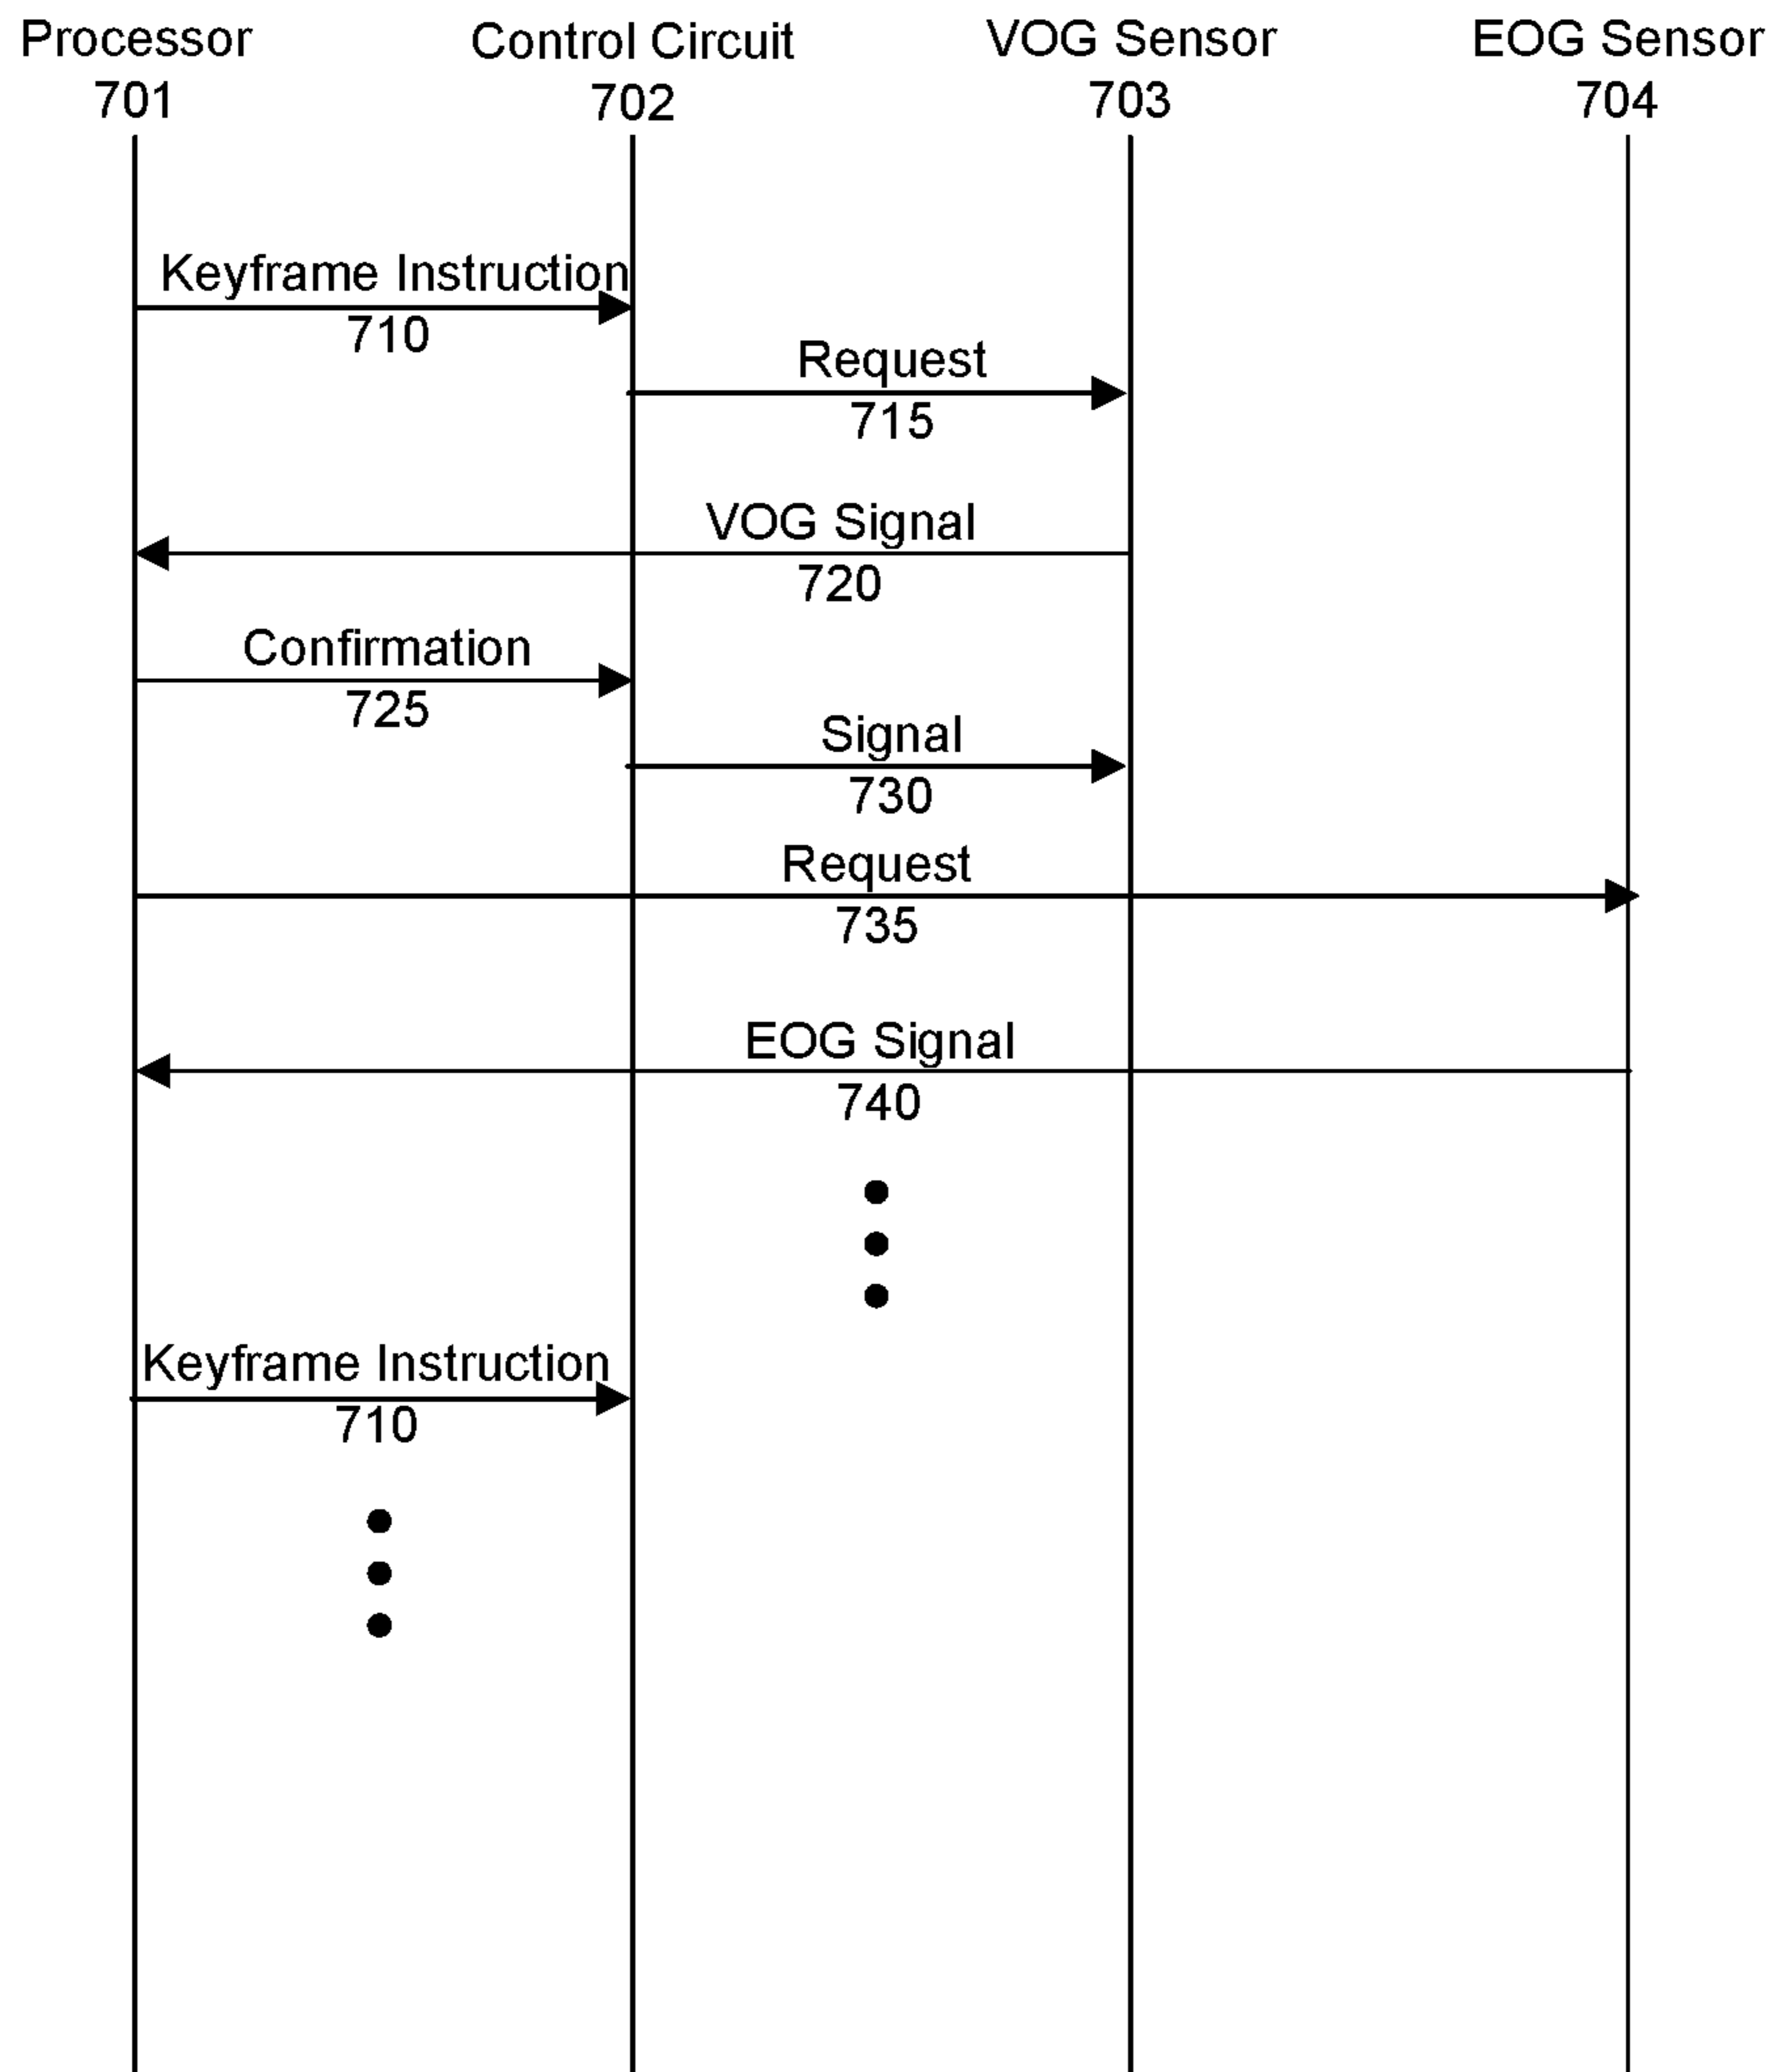 Processor
701
Control Circuit
702
VOG Sensor
703
EOG Sensor
704
Keyframe Instruction
710
Request
715
VOG Signal
720
Confirmation
725
Signal
730
Request
735
EOG Signal
740
Keyframe Instruction
710